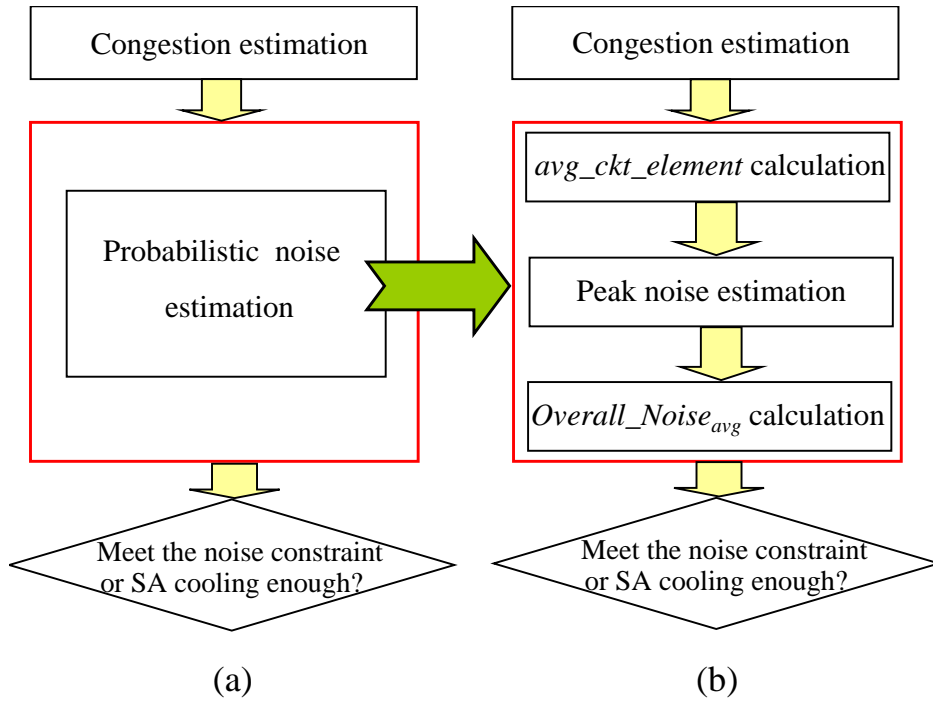 Congestion estimation
Probabilistic noise
estimation
Meet the noise constraint
or SA cooling enough?
(a)
Congestion estimation
avg_ckt_element calculation
Peak noise estimation
Overall_Noise_avg calculation
Meet the noise constraint
or SA cooling enough?
(b)